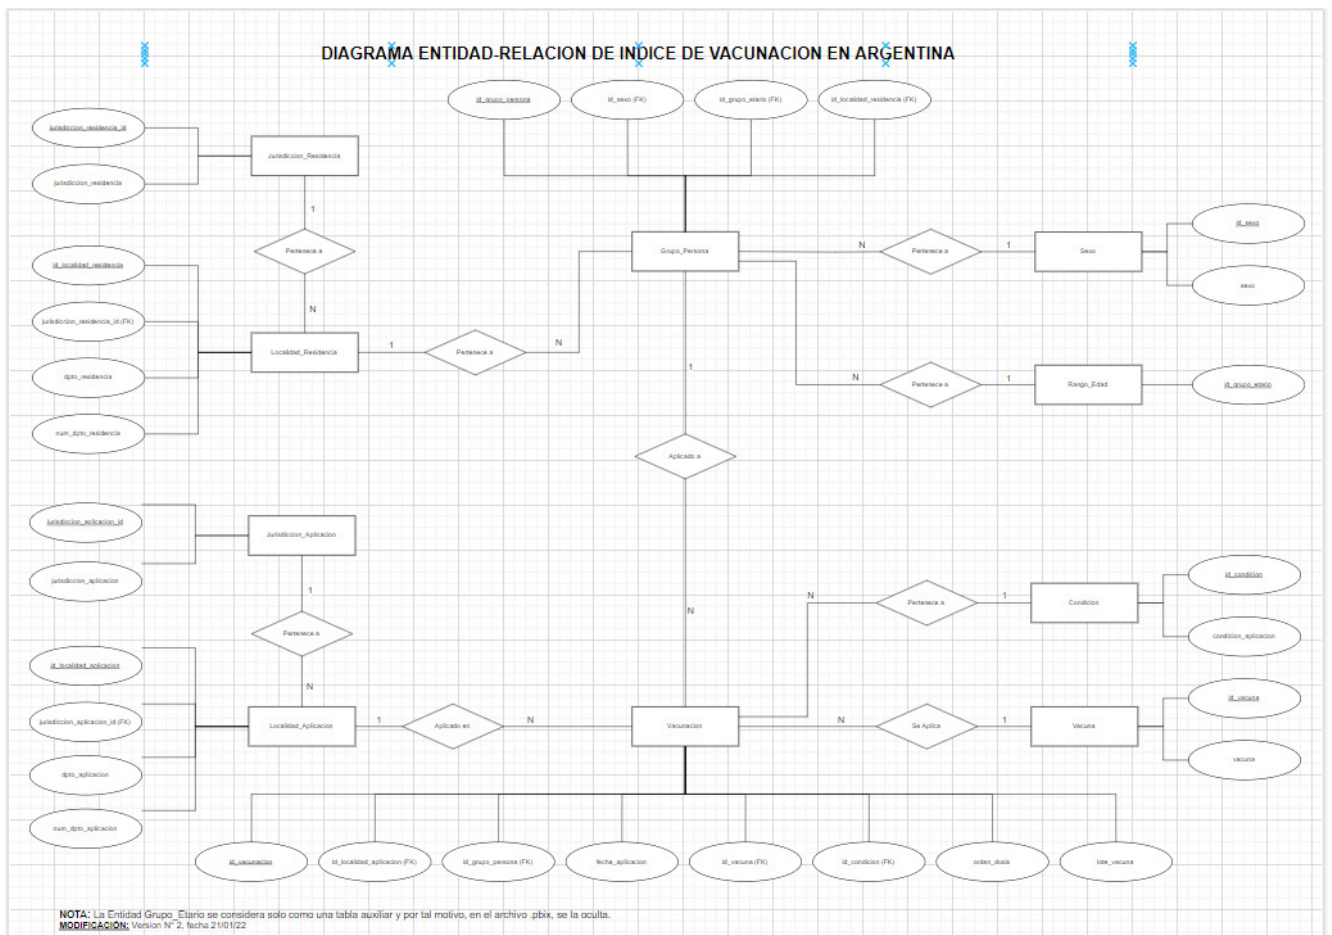 DIAGRAMA ENTIDAD-RELACION DE INDICE DE VACUNACION EN ARGENTINA
id_grupo_persona
id_sexo (FK)
id_grupo_etario (FK)
id_localidad_residencia (FK)
jurisdiccion_residencia_id
jurisdiccion_residencia
Jurisdiccion_Residencia
1
Pertenece a
N
id_localidad_residencia
jurisdiccion_residencia_id (FK)
dpto_residencia
num_dpto_residencia
Localidad_Residencia
1
Pertenece a
N
Grupo_Persona
N
Pertenece a
1
Sexo
id_sexo
sexo
N
Pertenece a
1
Rango_Edad
id_grupo_etario
1
Aplicado a
N
jurisdiccion_aplicacion_id
jurisdiccion_aplicacion
Jurisdiccion_Aplicacion
1
Pertenece a
N
id_localidad_aplicacion
jurisdiccion_aplicacion_id (FK)
dpto_aplicacion
num_dpto_aplicacion
Localidad_Aplicacion
1
Aplicado en
N
Vacunacion
N
Pertenece a
1
Condicion
id_condicion
condicion_aplicacion
N
Se Aplica
1
Vacuna
id_vacuna
vacuna
id_vacunacion
id_localidad_aplicacion (FK)
id_grupo_persona (FK)
fecha_aplicacion
id_vacuna (FK)
id_condicion (FK)
orden_dosis
lote_vacuna
NOTA: La Entidad Grupo_Etario se considera solo como una tabla auxiliar y por tal motivo, en el archivo .pbix, se la oculta.
MODIFICACIÓN: Version N° 2, fecha 21/01/22